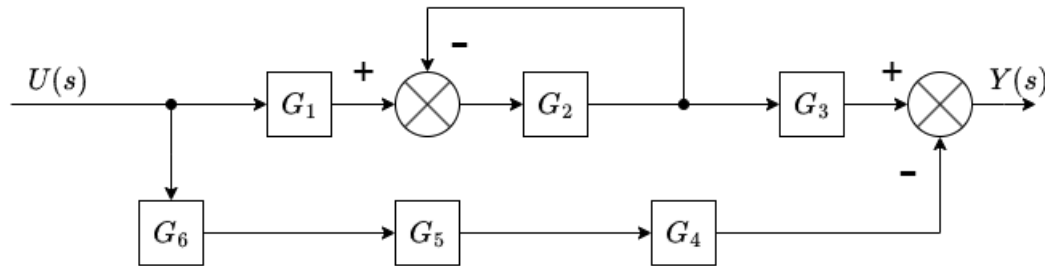 -
U(s) + + Y(s)
G₁ G₂ G₃
-
G₆ G₅ G₄